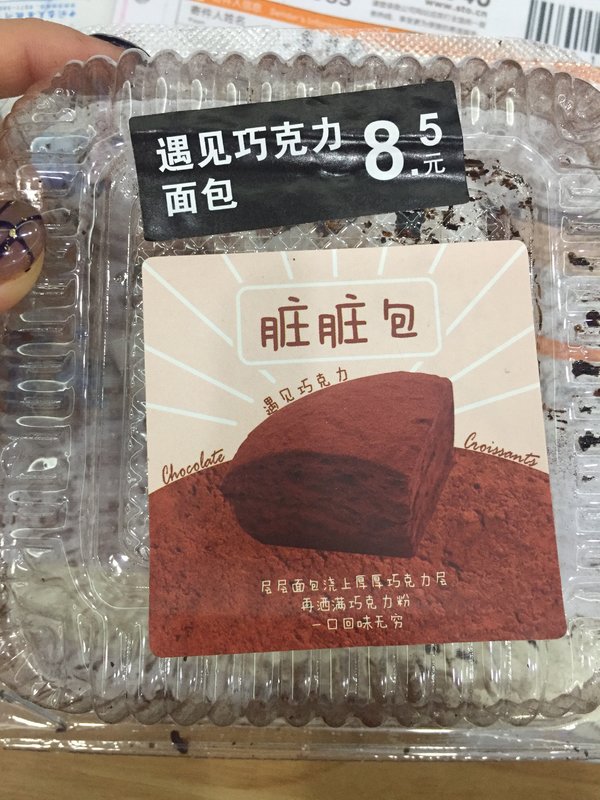 遇见巧克力
面包
8.5元
脏脏包
遇见巧克力
Chocolate
Croissants
层层面包浇上厚厚巧克力层
再洒满巧克力粉
一口回味无穷